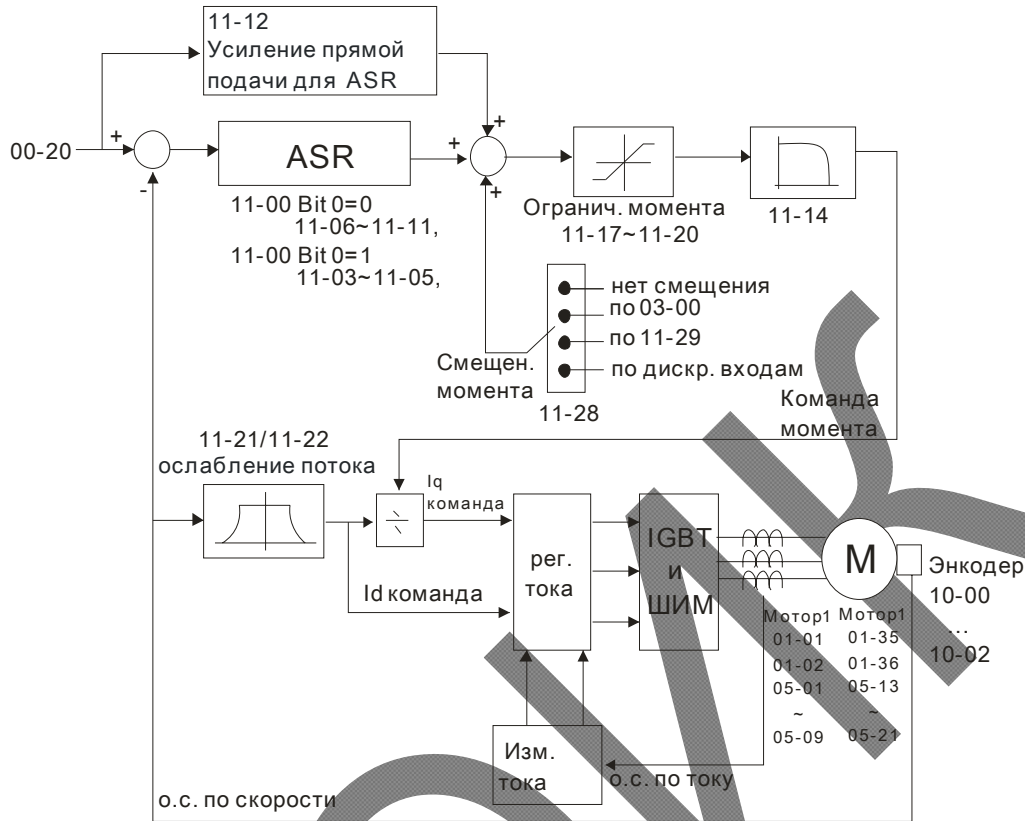 11-12
Усиление прямой
подачи для ASR
00-20
+
-
ASR
+
+
+
11-00 Bit 0=0
11-06~11-11,
11-00 Bit 0=1
11-03~11-05,
Огранич. момента
11-17~11-20
11-14
нет смещения
по 03-00
по 11-29
по дискр. входам
Смещен.
момента
11-28
Команда
момента
11-21/11-22
ослабление потока
Iq
команда
Id команда
рег.
тока
IGBT
и
ШИМ
M
Энкодер
10-00
...
10-02
Мотор1
01-01
01-02
05-01
~
05-09
Мотор1
01-35
01-36
05-13
~
05-21
Изм.
тока
о.с. по току
о.с. по скорости